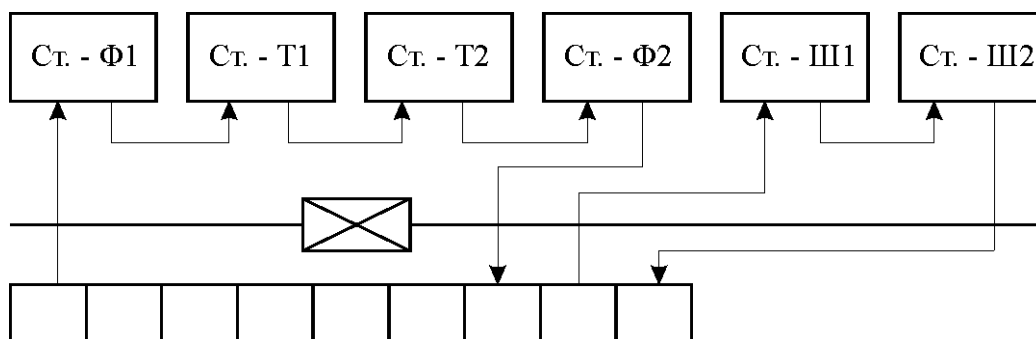 Ст. - Ф1
Ст. - Т1
Ст. - Т2
Ст. - Ф2
Ст. - Ш1
Ст. - Ш2